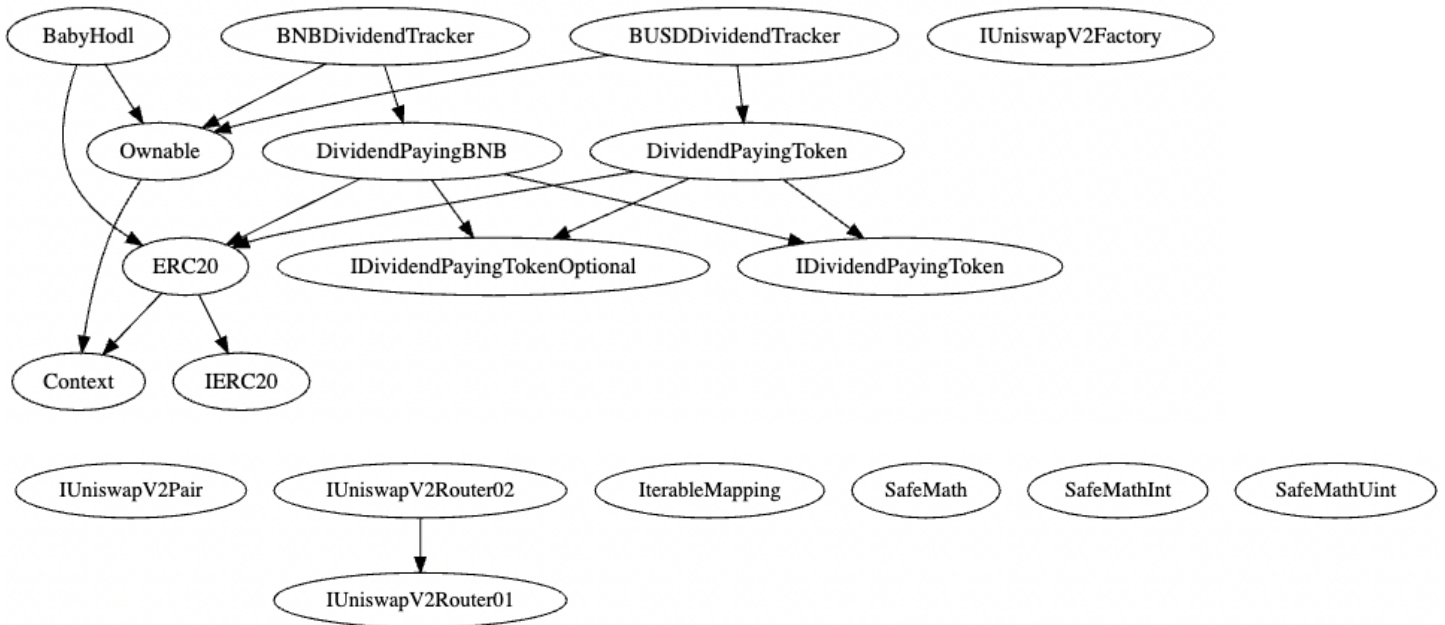 BabyHodl
BNBDividendTracker
BUSDDividendTracker
IUniswapV2Factory
Ownable
DividendPayingBNB
DividendPayingToken
ERC20
IDividendPayingTokenOptional
IDividendPayingToken
Context
IERC20
IUniswapV2Pair
IUniswapV2Router02
IterableMapping
SafeMath
SafeMathInt
SafeMathUint
IUniswapV2Router01